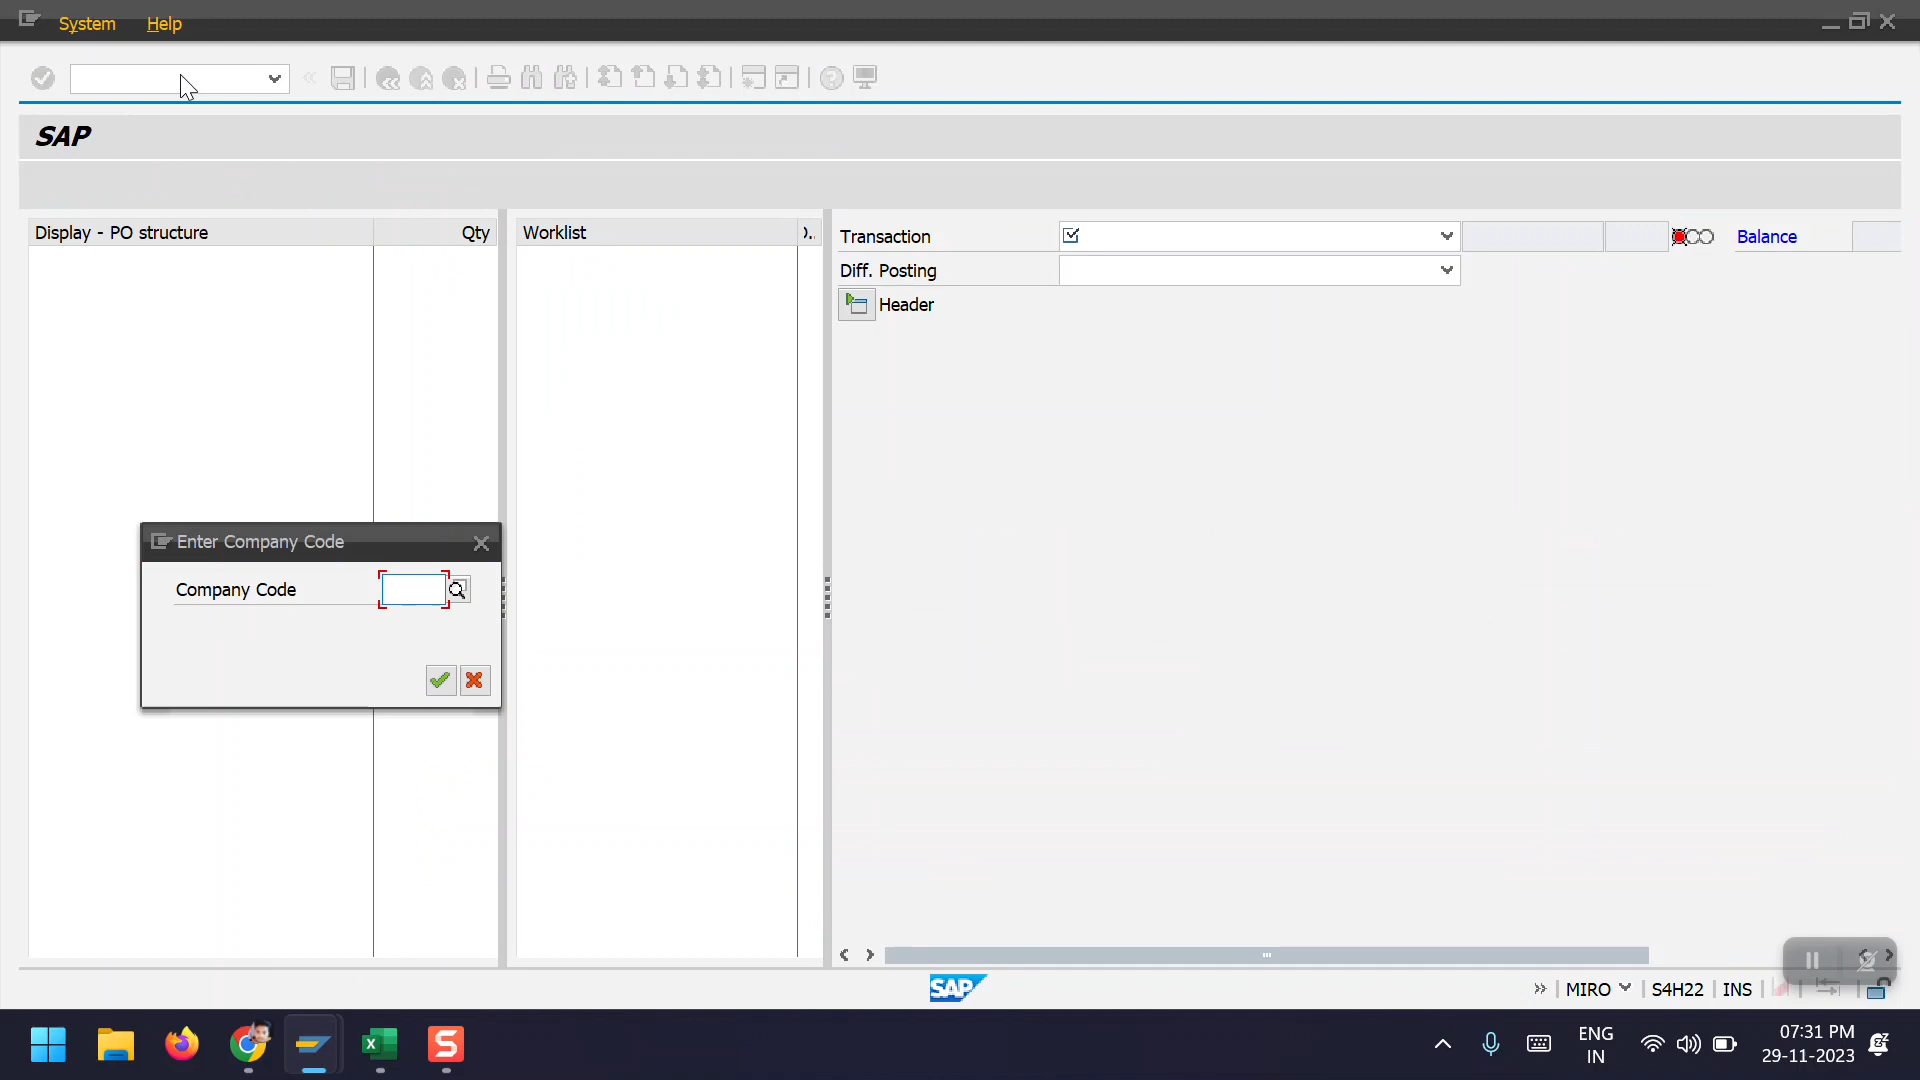 System Help
SAP
Display - PO structure Qty Worklist
Transaction Balance
Diff. Posting
Header
Enter Company Code
Company Code
SAP
MIRO S4H22 INS
ENG
IN
07:31 PM
29-11-2023